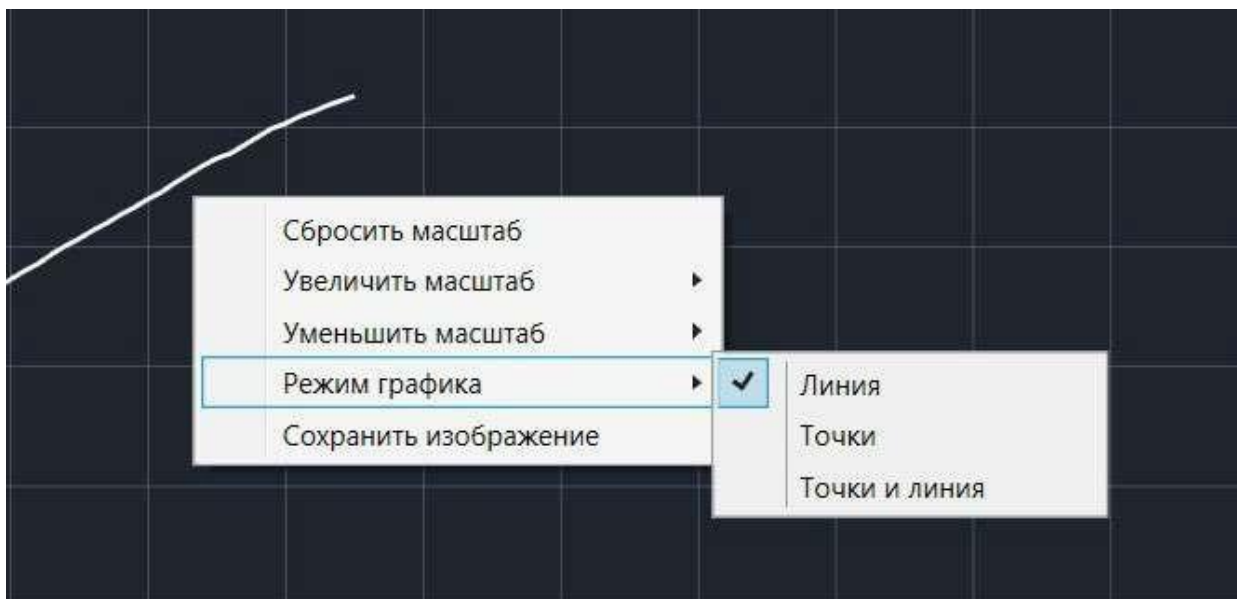 Сбросить масштаб
Увеличить масштаб
Уменьшить масштаб
Режим графика
Сохранить изображение
Линия
Точки
Точки и линия